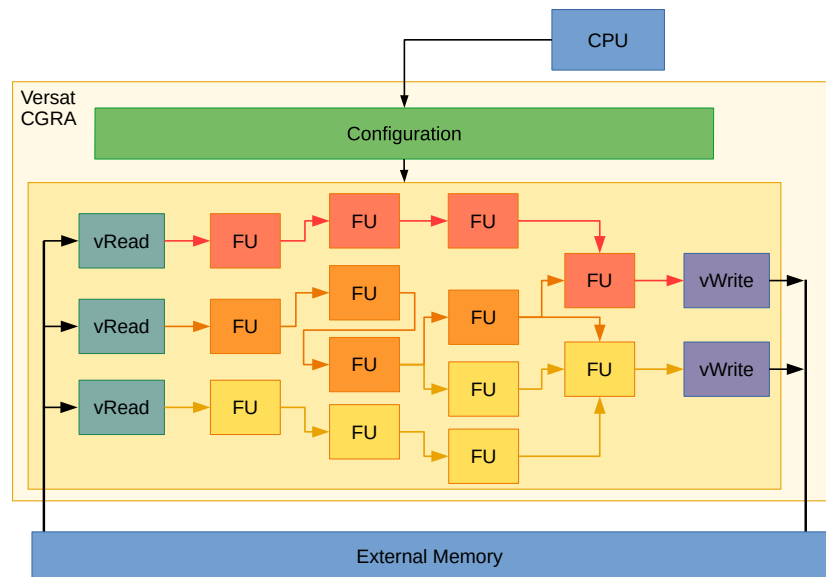 CPU
Versat
CGRA
Configuration
vRead
FU
FU
FU
FU
vWrite
vRead
FU
FU
FU
FU
vRead
FU
FU
FU
FU
FU
vWrite
External Memory